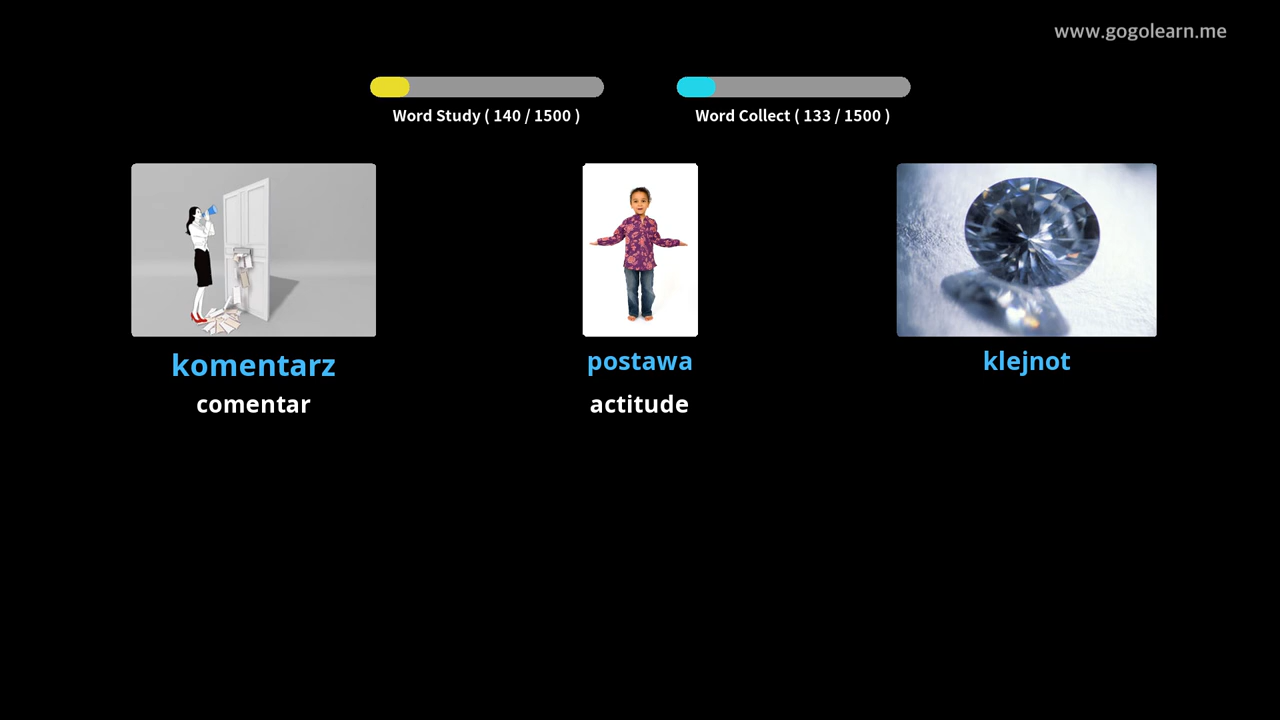 www.gogolearn.me
Word Study ( 140 / 1500 )
Word Collect ( 133 / 1500 )
komentarz
postawa
klejnot
comentar
actitude